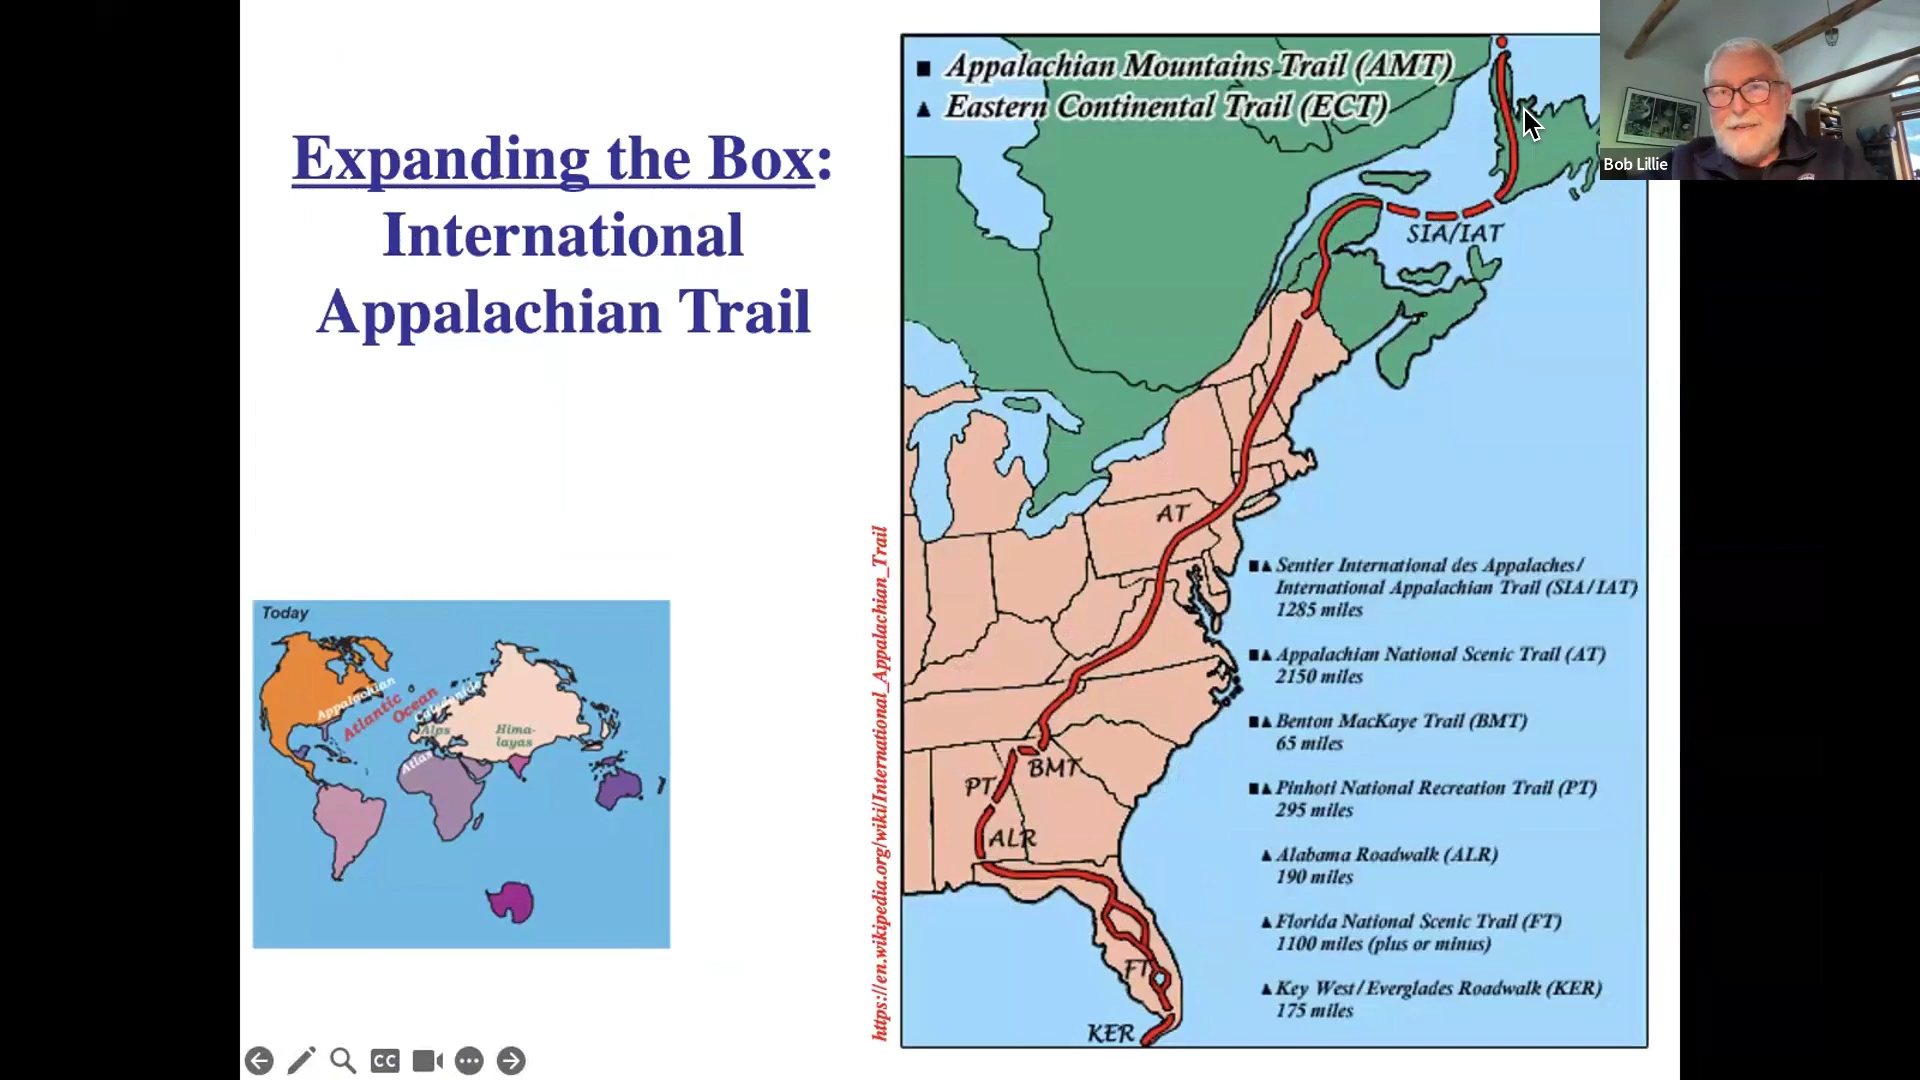 Expanding the Box:
International
Appalachian Trail
■ Appalachian Mountains Trail (AMT)
▲ Eastern Continental Trail (ECT)
Bob Lillie
SIA/IAT
AT
BMT
PT
ALR
FT
KER
■▲ Sentier International des Appalaches/
International Appalachian Trail (SIA/IAT)
1285 miles
■▲ Appalachian National Scenic Trail (AT)
2150 miles
■▲ Benton MacKaye Trail (BMT)
65 miles
■▲ Pinhoti National Recreation Trail (PT)
295 miles
▲ Alabama Roadwalk (ALR)
190 miles
▲ Florida National Scenic Trail (FT)
1100 miles (plus or minus)
▲ Key West/Everglades Roadwalk (KER)
175 miles
https://en.wikipedia.org/wiki/International_Appalachian_Trail
Today
Appalachian
Atlantic
Ocean
Alps
Hima-
layas
Atlas
CC